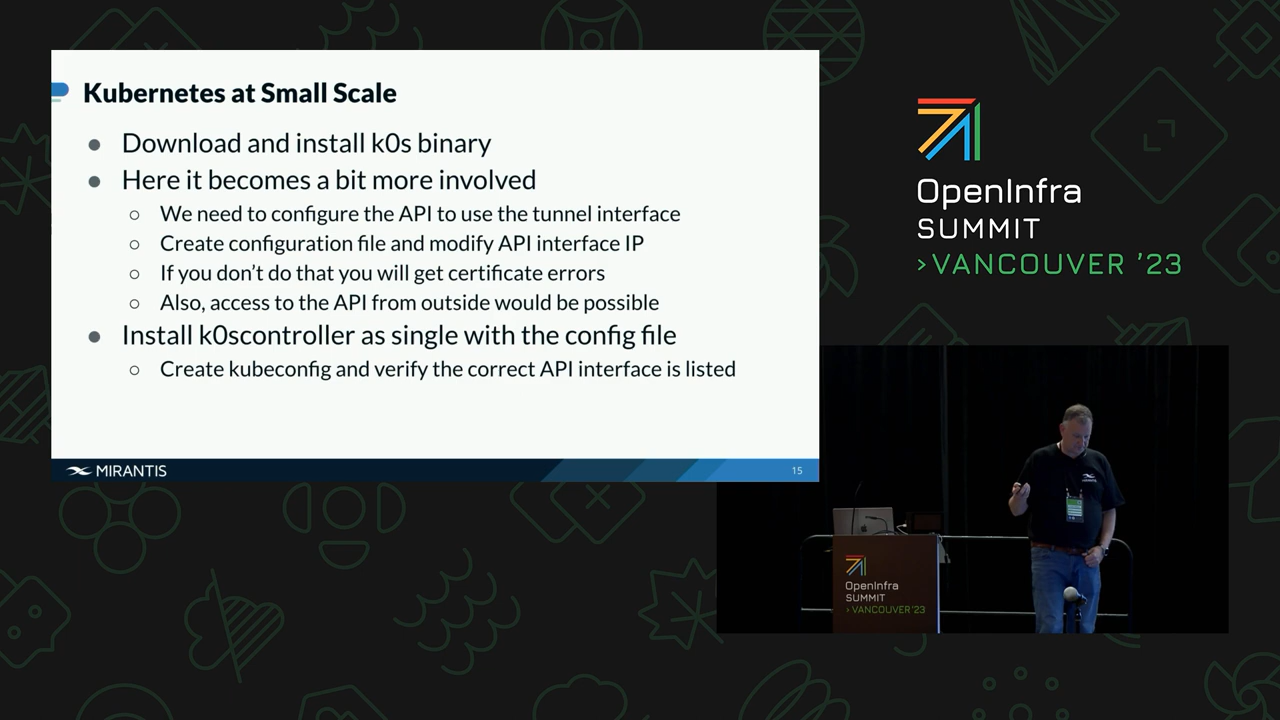 Kubernetes at Small Scale
● Download and install k0s binary
● Here it becomes a bit more involved
○ We need to configure the API to use the tunnel interface
○ Create configuration file and modify API interface IP
○ If you don't do that you will get certificate errors
○ Also, access to the API from outside would be possible
● Install k0scontroller as single with the config file
○ Create kubeconfig and verify the correct API interface is listed
MIRANTIS
15
OpenInfra
SUMMIT
>VANCOUVER '23
OpenInfra
SUMMIT
>VANCOUVER '23